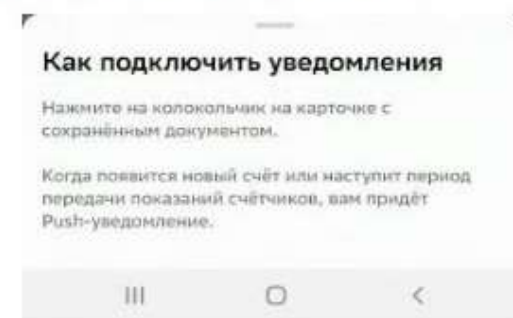 Как подключить уведомления
Нажмите на колокольчик на карточке с
сохранённым документом.
Когда появится новый счёт или наступит период
передачи показаний счётчиков, вам придёт
Push-уведомление.